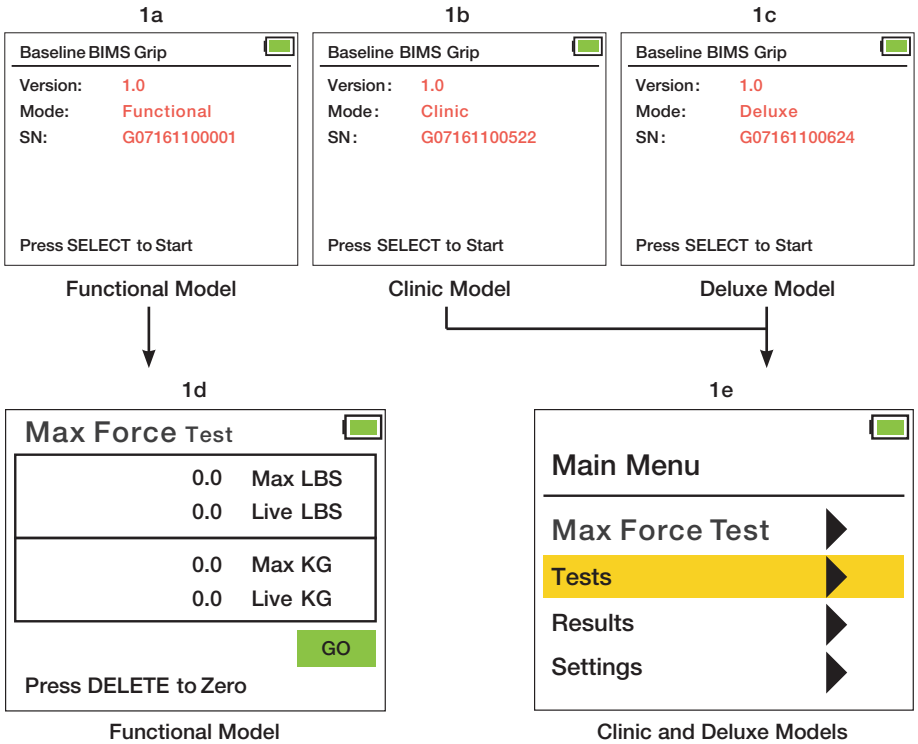 1a
Baseline BIMS Grip
Version: 1.0
Mode: Functional
SN: G07161100001
Press SELECT to Start
Functional Model
1b
Baseline BIMS Grip
Version: 1.0
Mode: Clinic
SN: G07161100522
Press SELECT to Start
Clinic Model
1c
Baseline BIMS Grip
Version: 1.0
Mode: Deluxe
SN: G07161100624
Press SELECT to Start
Deluxe Model
1d
Max Force Test
0.0 Max LBS
0.0 Live LBS
0.0 Max KG
0.0 Live KG
GO
Press DELETE to Zero
Functional Model
1e
Main Menu
Max Force Test
Tests
Results
Settings
Clinic and Deluxe Models